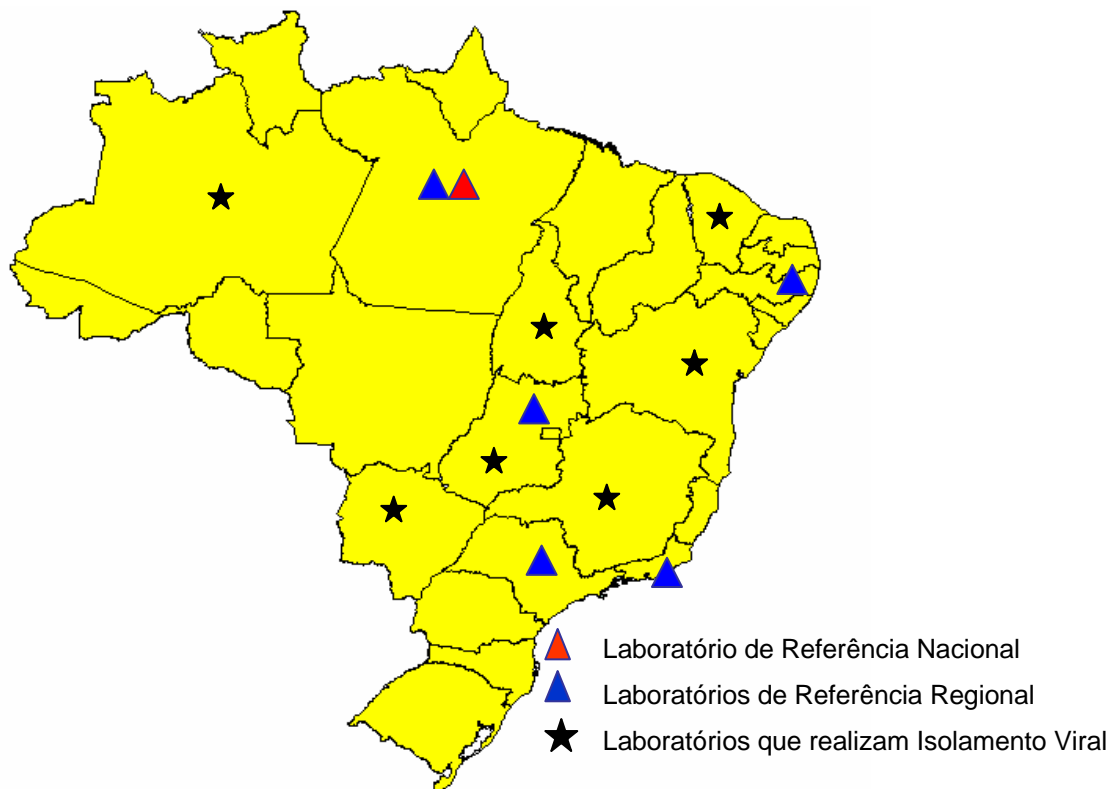 Laboratório de Referência Nacional
Laboratórios de Referência Regional
Laboratórios que realizam Isolamento Viral